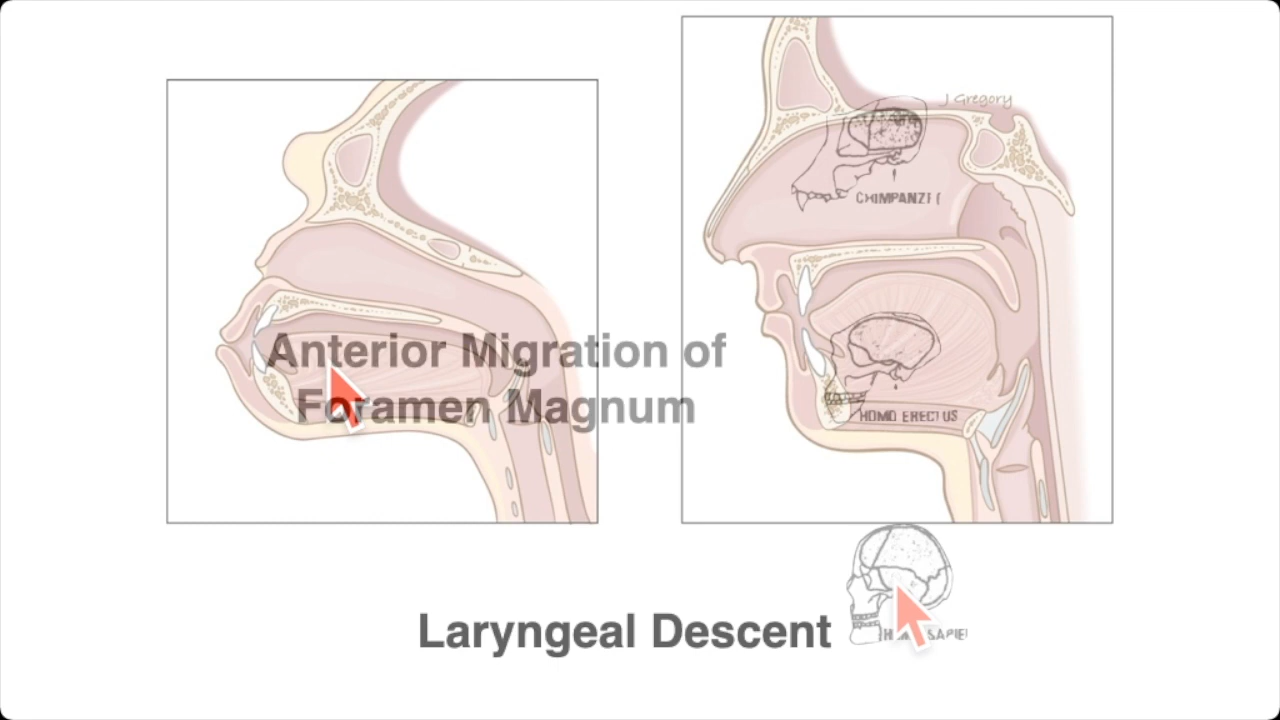 J Gregory
CHIMPANZEE
Anterior Migration of
Foramen Magnum
HOMO ERECTUS
Laryngeal Descent